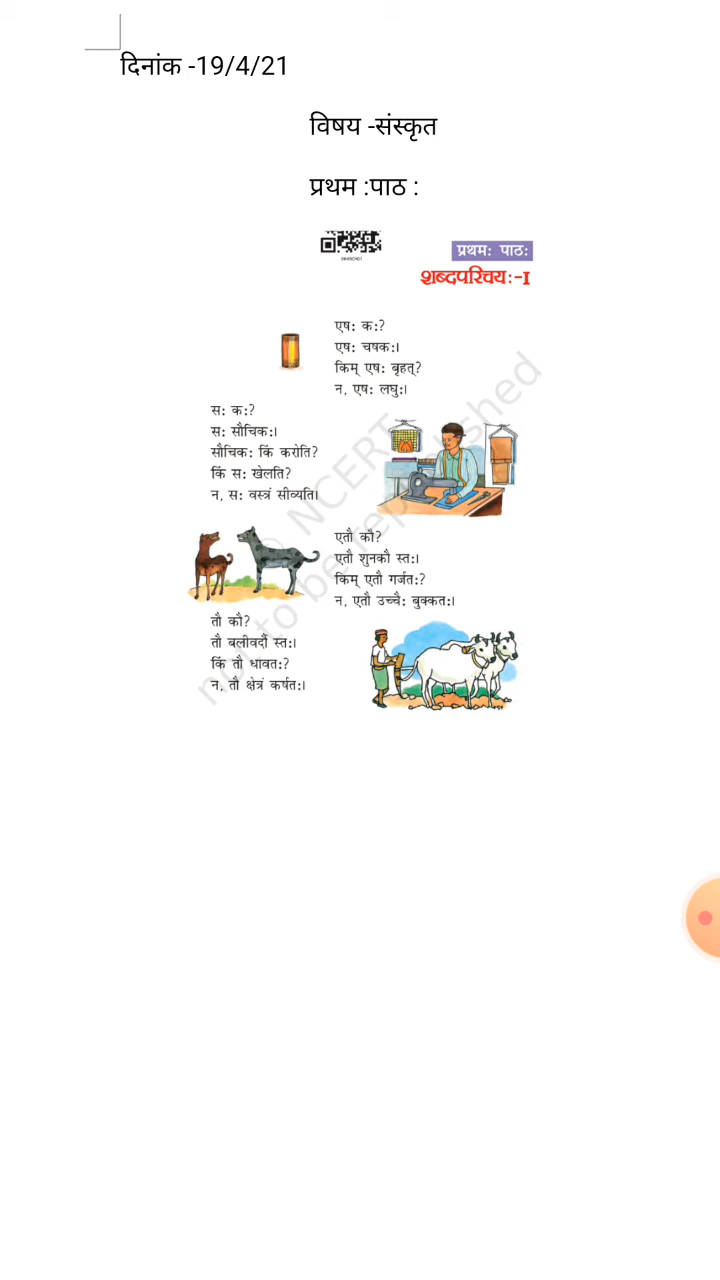 दिनांक -19/4/21
विषय -संस्कृत
प्रथम :पाठ :
प्रथम: पाठ:
शब्दपरिचय:-I
एष: क:?
एष: चषक:।
किम् एष: बृहत्?
न, एष: लघु:।
स: क:?
स: सौचिक:।
सौचिक: किं करोति?
किं स: खेलति?
न, स: वस्त्रं सीव्यति।
एतौ कौ?
एतौ शुनकौ स्त:।
किम् एतौ गर्जत:?
न, एतौ उच्चै: बुक्कत:।
तौ कौ?
तौ बलीवर्दौ स्त:।
किं तौ धावत:?
न, तौ क्षेत्रं कर्षत:।
© NCERT
not to be republished